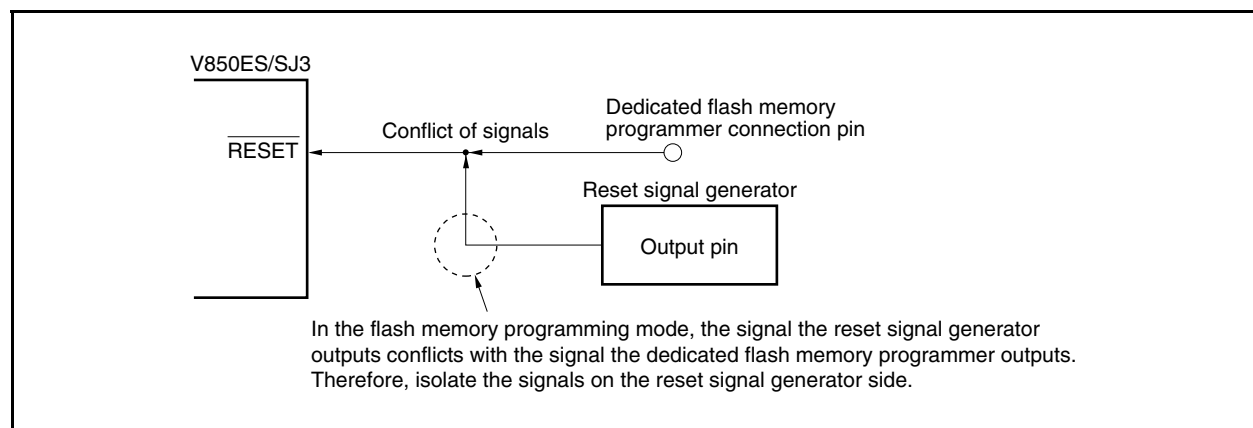 V850ES/SJ3
Dedicated flash memory
programmer connection pin
Conflict of signals
RESET
Reset signal generator
Output pin
In the flash memory programming mode, the signal the reset signal generator
outputs conflicts with the signal the dedicated flash memory programmer outputs.
Therefore, isolate the signals on the reset signal generator side.